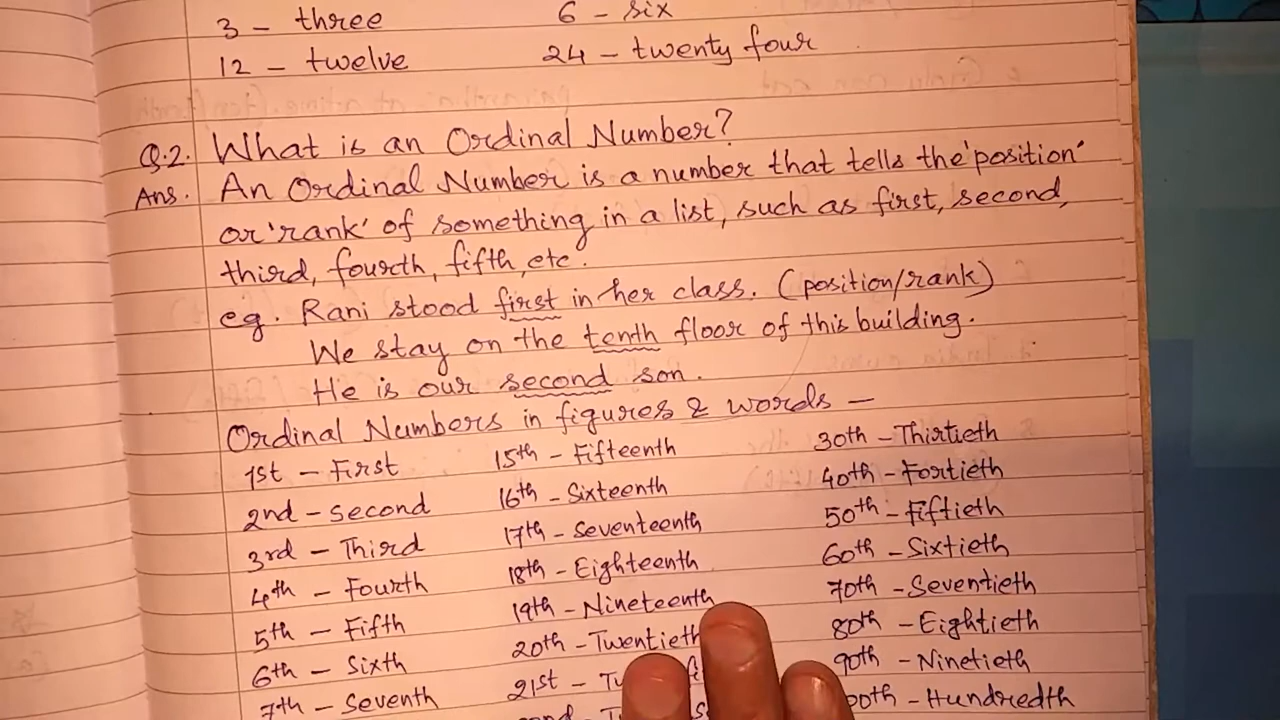 3 – three 6 – six
12 – twelve 24 – twenty four
Q.2. What is an Ordinal Number?
Ans. An Ordinal Number is a number that tells the 'position'
or 'rank' of something in a list, such as first, second,
third, fourth, fifth, etc.
eg. Rani stood first in her class. (position/rank)
We stay on the tenth floor of this building.
He is our second son.
Ordinal Numbers in figures & words –
1st – First 15th – Fifteenth 30th – Thirtieth
2nd – second 16th – Sixteenth 40th – Fortieth
3rd – Third 17th – Seventeenth 50th – Fiftieth
4th – Fourth 18th – Eighteenth 60th – Sixtieth
5th – Fifth 19th – Nineteenth 70th – Seventieth
6th – Sixth 20th – Twentieth 80th – Eightieth
7th – Seventh 21st – 90th – Ninetieth
Hundredth